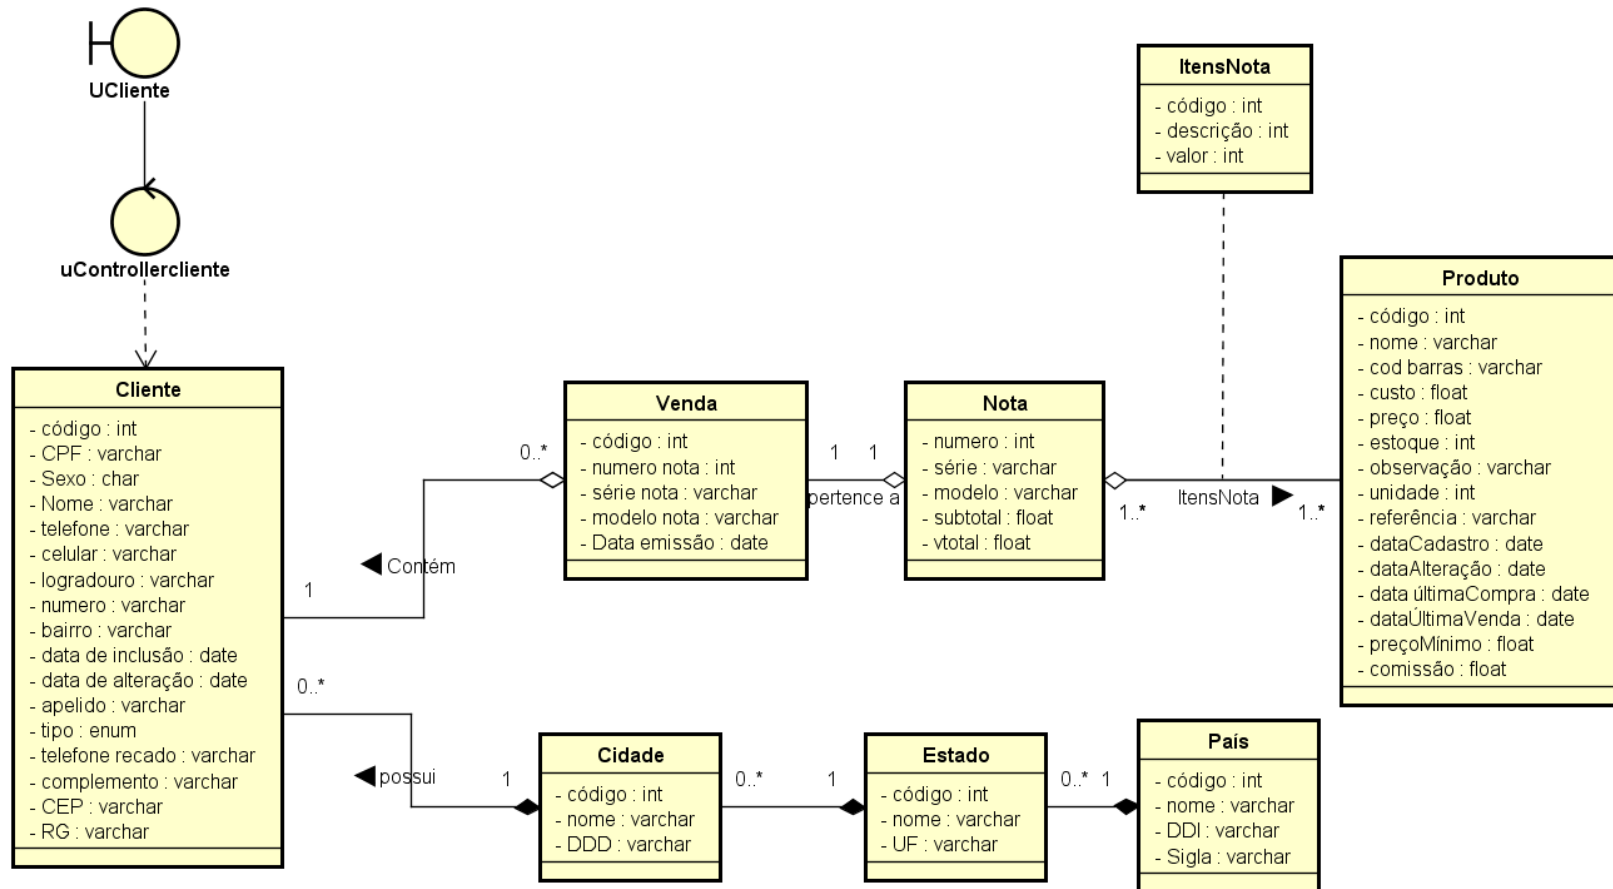 UCliente
uControllercliente
Cliente
- código : int
- CPF : varchar
- Sexo : char
- Nome : varchar
- telefone : varchar
- celular : varchar
- logradouro : varchar
- numero : varchar
- bairro : varchar
- data de inclusão : date
- data de alteração : date
- apelido : varchar
- tipo : enum
- telefone recado : varchar
- complemento : varchar
- CEP : varchar
- RG : varchar
1
Contém
0..*
Venda
- código : int
- numero nota : int
- série nota : varchar
- modelo nota : varchar
- Data emissão : date
1
1
pertence a
Nota
- numero : int
- série : varchar
- modelo : varchar
- subtotal : float
- vtotal : float
1..*
ItensNota
1..*
ItensNota
- código : int
- descrição : int
- valor : int
Produto
- código : int
- nome : varchar
- cod barras : varchar
- custo : float
- preço : float
- estoque : int
- observação : varchar
- unidade : int
- referência : varchar
- dataCadastro : date
- dataAlteração : date
- data últimaCompra : date
- dataÚltimaVenda : date
- preçoMínimo : float
- comissão : float
0..*
possui
1
Cidade
- código : int
- nome : varchar
- DDD : varchar
0..*
1
Estado
- código : int
- nome : varchar
- UF : varchar
0..*
1
País
- código : int
- nome : varchar
- DDI : varchar
- Sigla : varchar